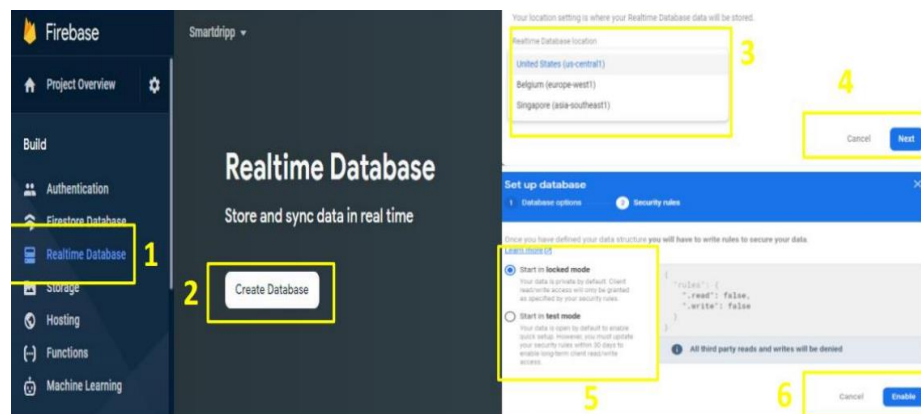 Firebase
Project Overview
Build
Authentication
Firestore Database
Realtime Database
Storage
Hosting
Functions
Machine Learning
1
Smartdripp
Realtime Database
Store and sync data in real time
2
Create Database
Your location setting is where your Realtime Database data will be stored.
Realtime Database location
United States (us-central1)
Belgium (europe-west1)
Singapore (asia-southeast1)
3
4
Cancel
Next
Set up database
1 Database options
2 Security rules
Once you have defined your data structure you will have to write rules to secure your data.
Learn more
Start in locked mode
Your data is private by default. Client
read/write access will only be granted
as specified by your security rules.
Start in test mode
Your data is open by default to enable
quick setup. However, you must update
your security rules within 30 days to
enable long-term client read/write
access.
5
{
"rules": {
".read": false,
".write": false
}
}
All third party reads and writes will be denied
6
Cancel
Enable